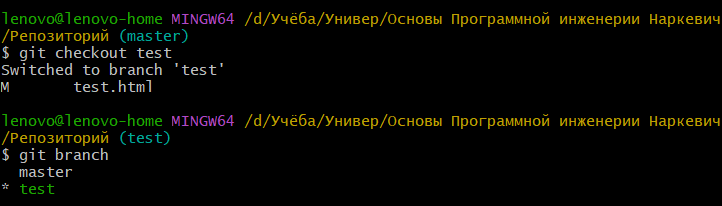 lenovo@lenovo-home MINGW64 /d/Учёба/Универ/Основы Программной инженерии Наркевич
/Репозиторий (master)
$ git checkout test
Switched to branch 'test'
M       test.html
lenovo@lenovo-home MINGW64 /d/Учёба/Универ/Основы Программной инженерии Наркевич
/Репозиторий (test)
$ git branch
  master
* test